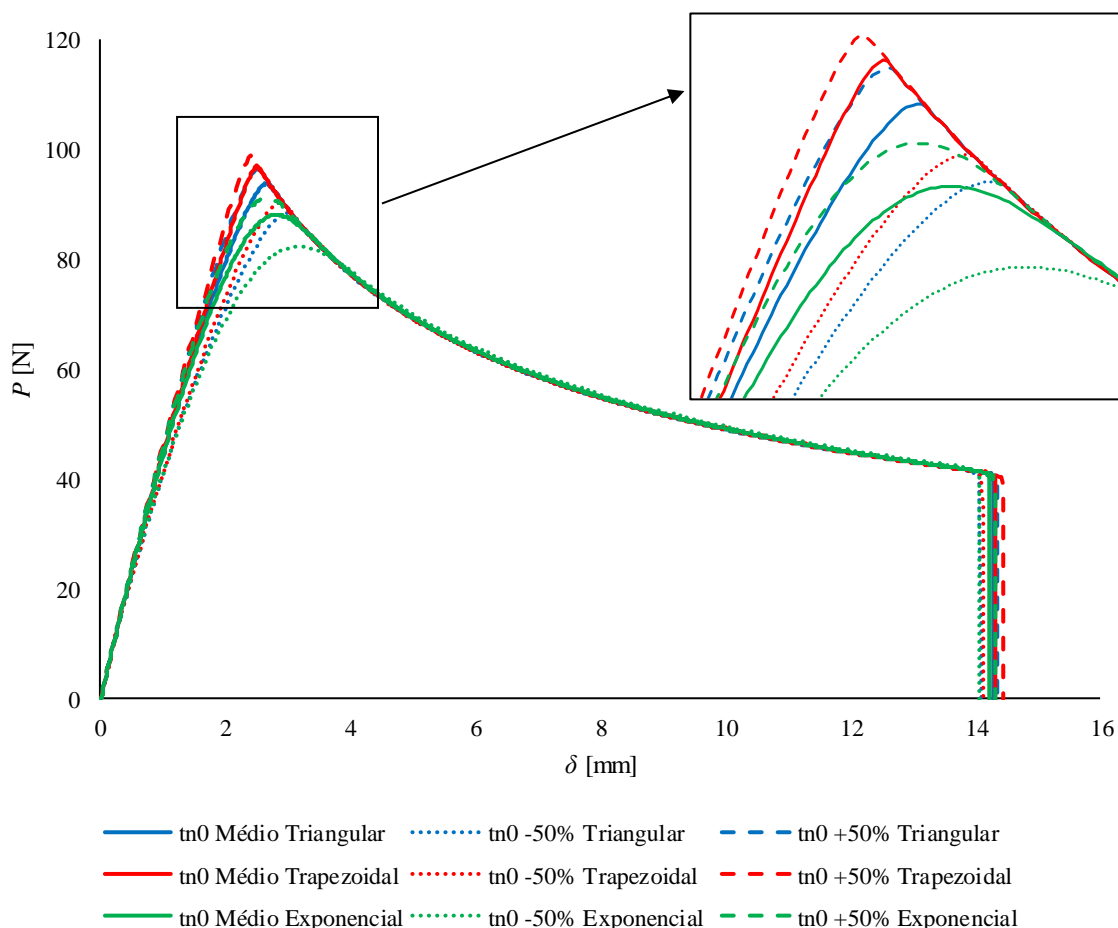 120
100
80
60
40
20
0
P [N]
0 2 4 6 8 10 12 14 16
δ [mm]
tn0 Médio Triangular tn0 -50% Triangular tn0 +50% Triangular
tn0 Médio Trapezoidal tn0 -50% Trapezoidal tn0 +50% Trapezoidal
tn0 Médio Exponencial tn0 -50% Exponencial tn0 +50% Exponencial